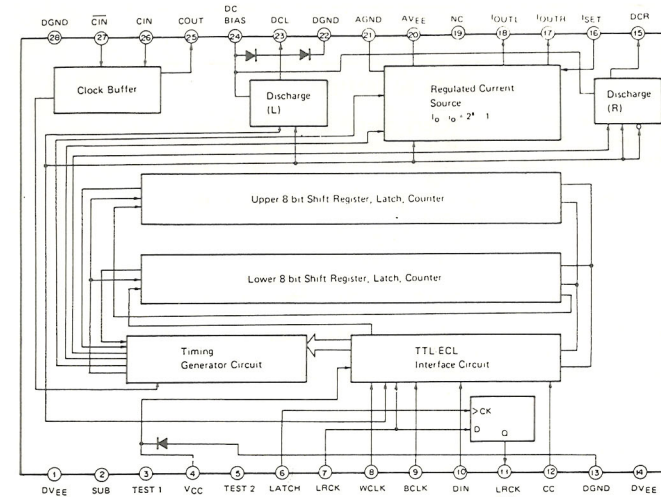 DC
DGND CIN CIN COUT BIAS DCL DGND AGND AVEE NC IOUTL IOUTH ISET DCR
28 27 26 25 24 23 22 21 20 19 18 17 16 15
Clock Buffer
Discharge
(L)
Regulated Current
Source
Discharge
(R)
Upper 8 bit Shift Register, Latch, Counter
Lower 8 bit Shift Register, Latch, Counter
Timing
Generator Circuit
TTL ECL
Interface Circuit
>CK
D
Q
1 2 3 4 5 6 7 8 9 10 11 12 13 14
DVEE SUB TEST 1 VCC TEST 2 LATCH LRCK WCLK BCLK DIN LRCK CC DGND DVEE